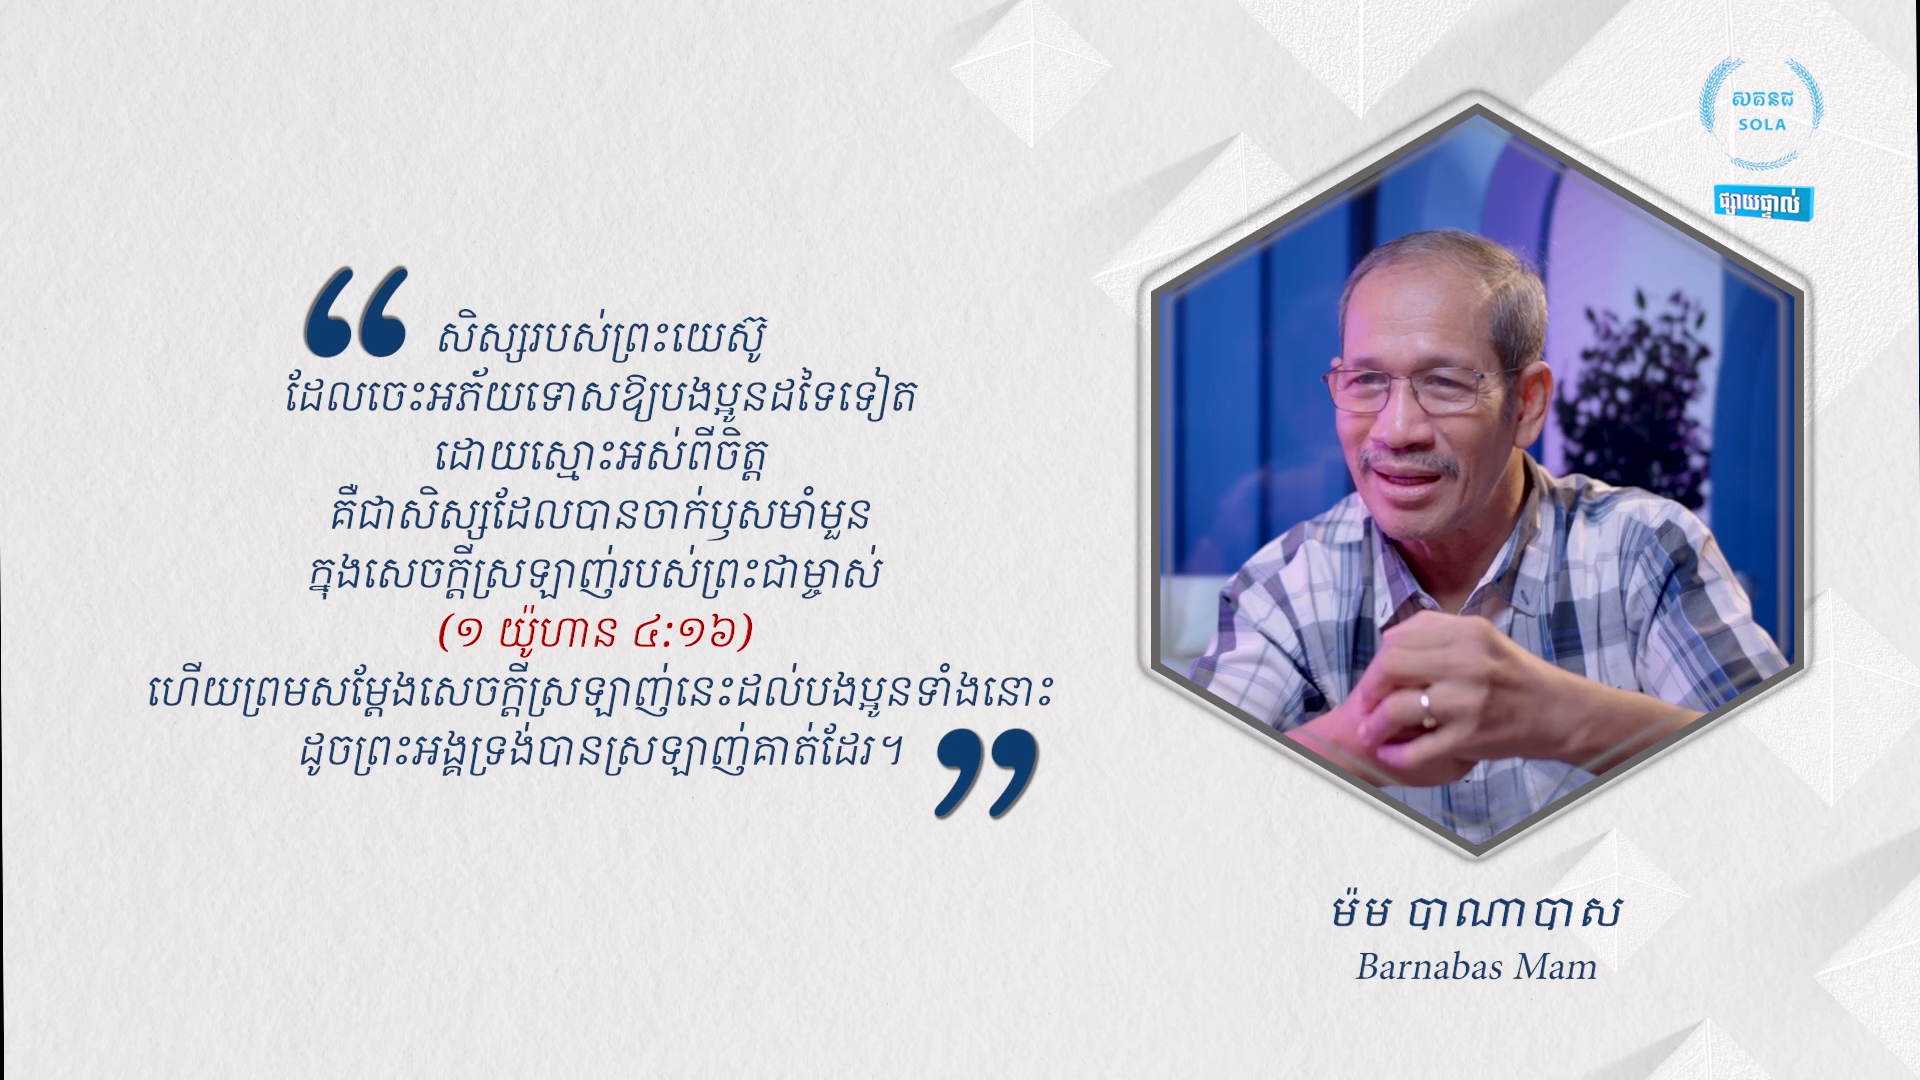 សគនជ
SOLA
ផ្សាយផ្ទាល់
សិស្សរបស់ព្រះយេស៊ូ
ដែលចេះអភ័យទោសឱ្យបងប្អូនដទៃទៀត
ដោយស្មោះអស់ពីចិត្ត
គឺជាសិស្សដែលបានចាក់ឫសមាំមួន
ក្នុងសេចក្តីស្រឡាញ់របស់ព្រះជាម្ចាស់
(១ យ៉ូហាន ៤:១៦)
ហើយព្រមសម្តែងសេចក្តីស្រឡាញ់នេះដល់បងប្អូនទាំងនោះ
ដូចព្រះអង្គទ្រង់បានស្រឡាញ់គាត់ដែរ។
ម៉ម បាណាបាស
Barnabas Mam